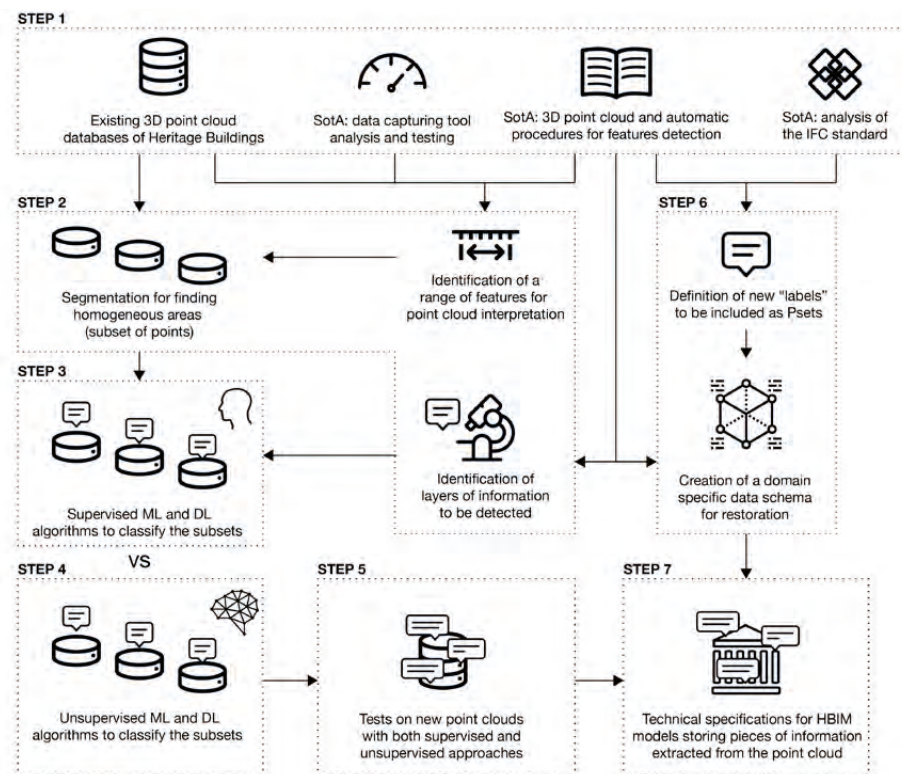 STEP 1
Existing 3D point cloud
databases of Heritage Buildings
SotA: data capturing tool
analysis and testing
SotA: 3D point cloud and automatic
procedures for features detection
SotA: analysis of
the IFC standard
STEP 2
Segmentation for finding
homogeneous areas
(subset of points)
Identification of a
range of features for
point cloud interpretation
STEP 6
Definition of new “labels”
to be included as Psets
STEP 3
Supervised ML and DL
algorithms to classify the subsets
Identification of
layers of information
to be detected
Creation of a domain
specific data schema
for restoration
VS
STEP 4
Unsupervised ML and DL
algorithms to classify the subsets
STEP 5
Tests on new point clouds
with both supervised and
unsupervised approaches
STEP 7
Technical specifications for HBIM
models storing pieces of information
extracted from the point cloud